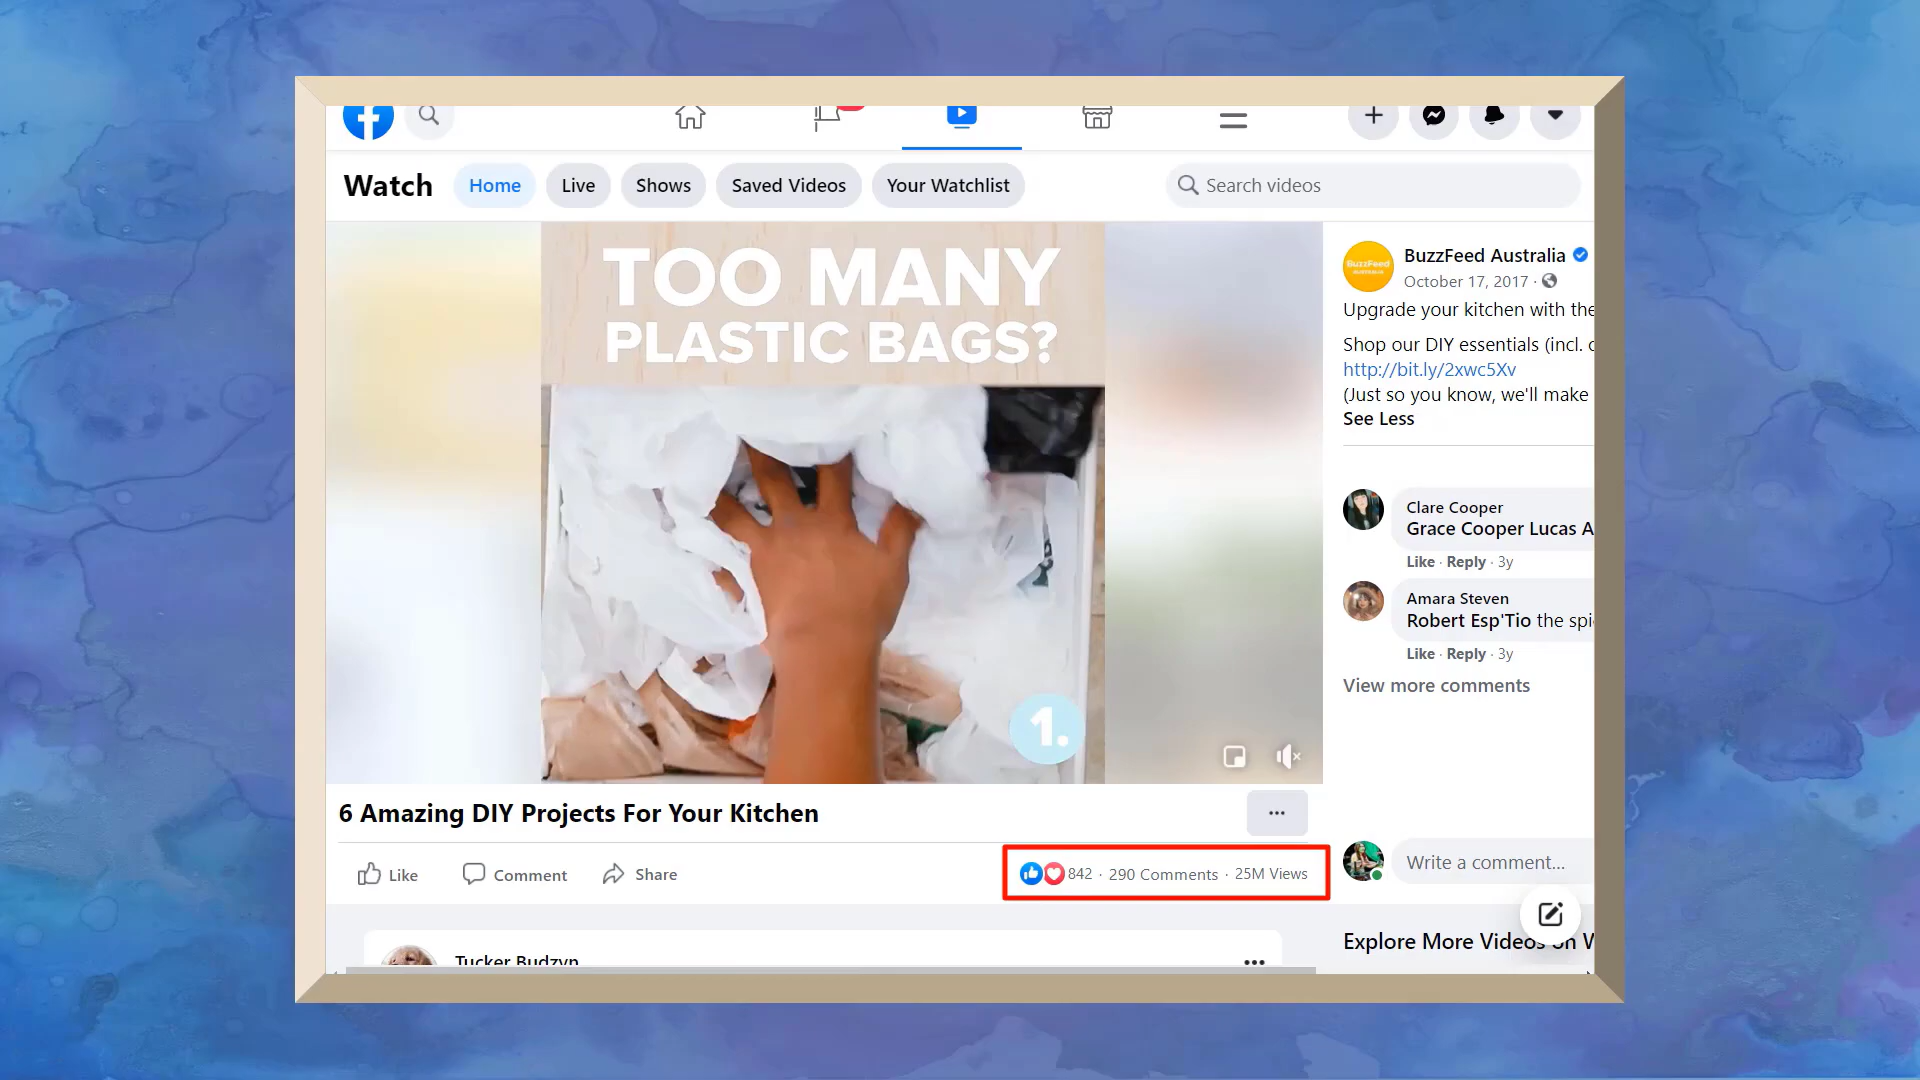 Watch
Home
Live
Shows
Saved Videos
Your Watchlist
Search videos
TOO MANY
PLASTIC BAGS?
1.
BuzzFeed
AUSTRALIA
BuzzFeed Australia
October 17, 2017 ·
Upgrade your kitchen with the
Shop our DIY essentials (incl. c
http://bit.ly/2xwc5Xv
(Just so you know, we'll make
See Less
Clare Cooper
Grace Cooper Lucas A
Like · Reply · 3y
Amara Steven
Robert Esp'Tio the spi
Like · Reply · 3y
View more comments
6 Amazing DIY Projects For Your Kitchen
Like
Comment
Share
842 · 290 Comments · 25M Views
Write a comment...
Explore More Videos on W
Tucker Budzyn